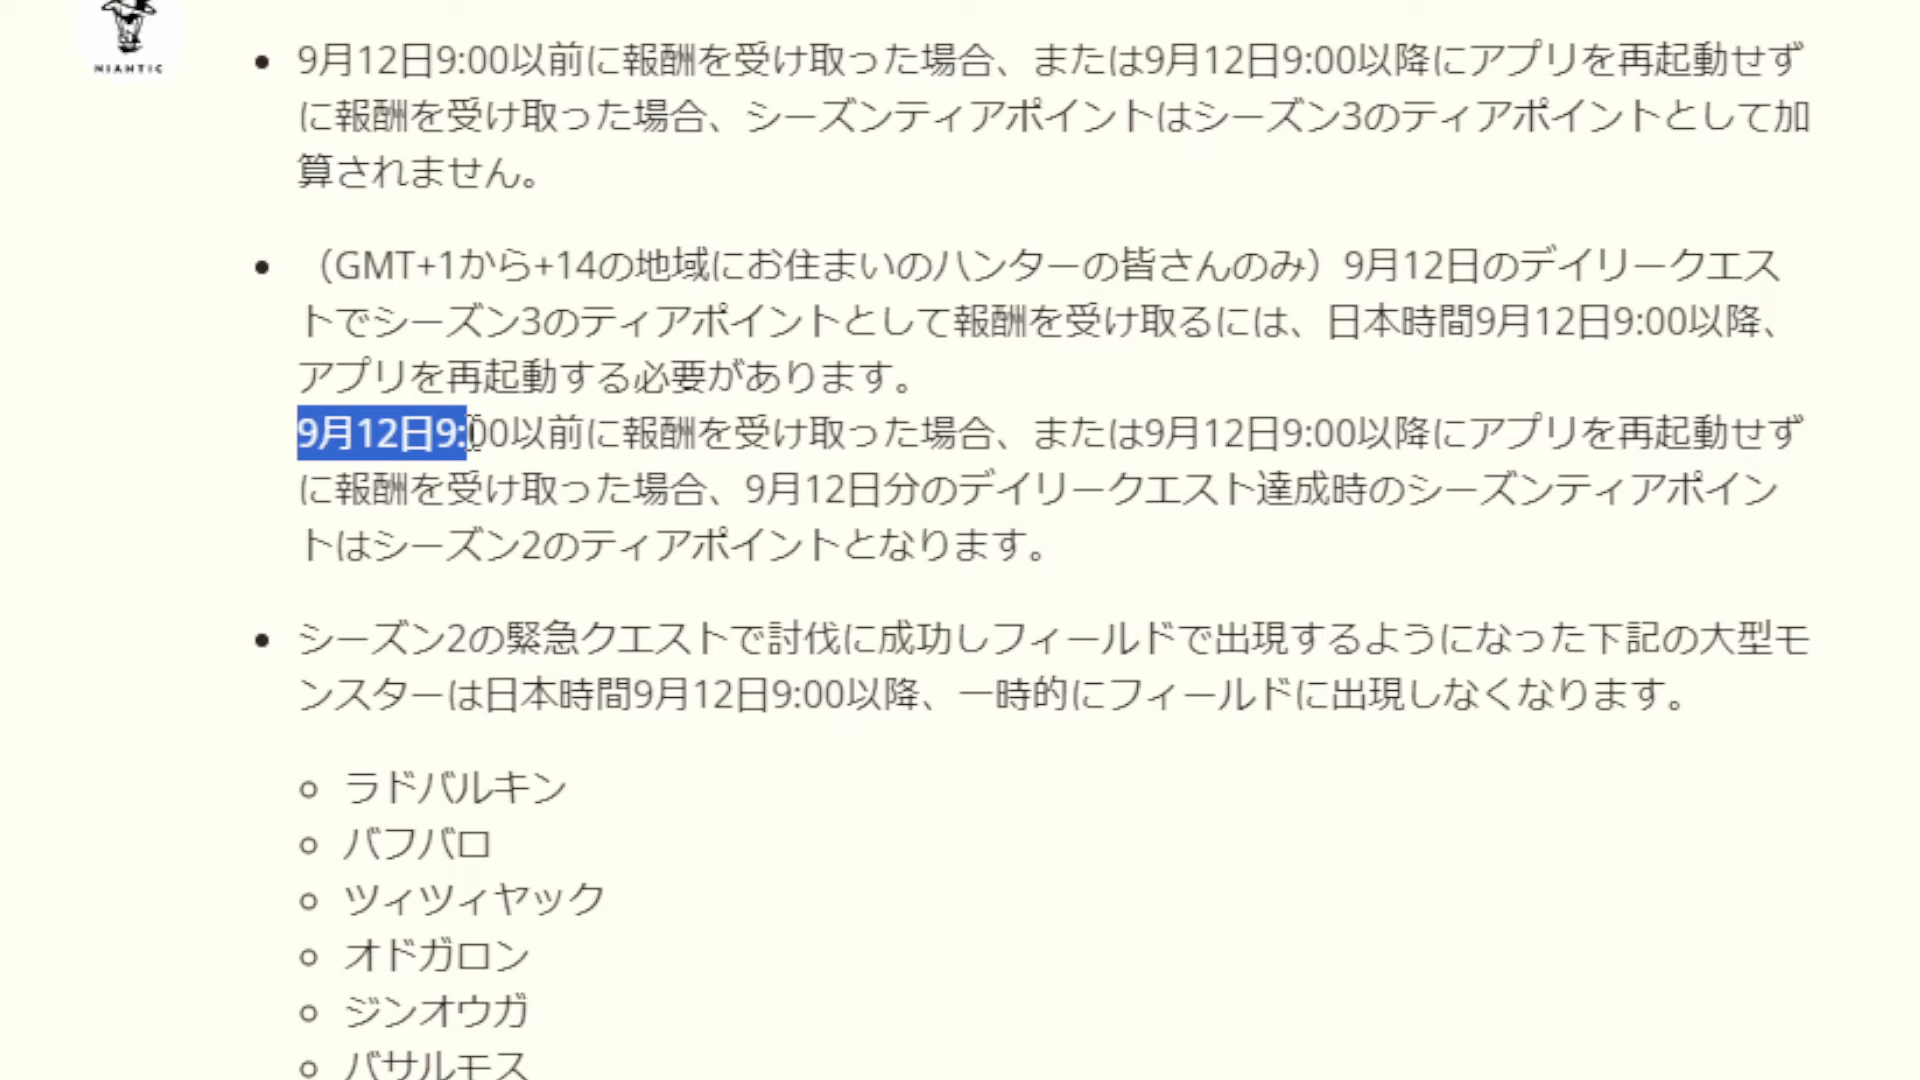 NIANTIC
9月12日9:00以前に報酬を受け取った場合、または9月12日9:00以降にアプリを再起動せず
に報酬を受け取った場合、シーズンティアポイントはシーズン3のティアポイントとして加
算されません。
（GMT+1から+14の地域にお住まいのハンターの皆さんのみ）9月12日のデイリークエス
トでシーズン3のティアポイントとして報酬を受け取るには、日本時間9月12日9:00以降、
アプリを再起動する必要があります。
9月12日9:00以前に報酬を受け取った場合、または9月12日9:00以降にアプリを再起動せず
に報酬を受け取った場合、9月12日分のデイリークエスト達成時のシーズンティアポイン
トはシーズン2のティアポイントとなります。
シーズン2の緊急クエストで討伐に成功しフィールドで出現するようになった下記の大型モ
ンスターは日本時間9月12日9:00以降、一時的にフィールドに出現しなくなります。
ラドバルキン
バフバロ
ツィツィヤック
オドガロン
ジンオウガ
バサルモス